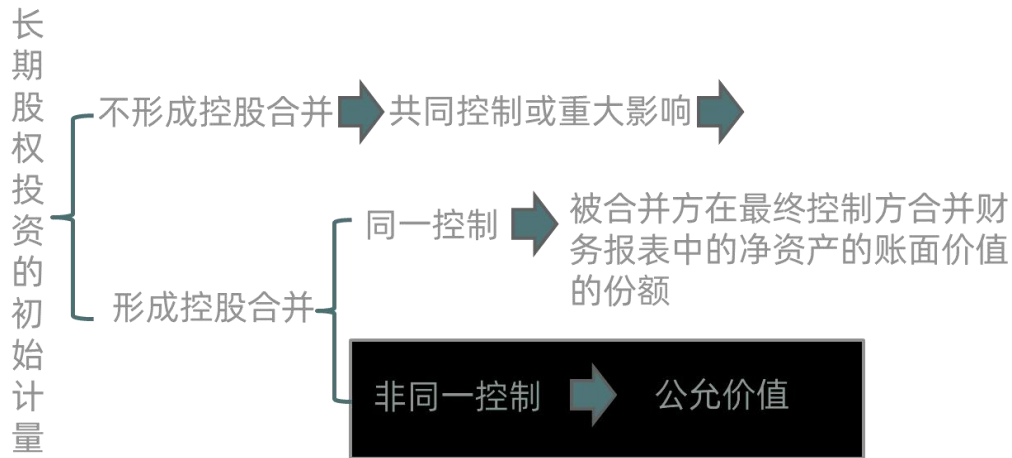 长期股权投资的初始计量
不形成控股合并
共同控制或重大影响
形成控股合并
同一控制
被合并方在最终控制方合并财
务报表中的净资产的账面价值
的份额
非同一控制
公允价值